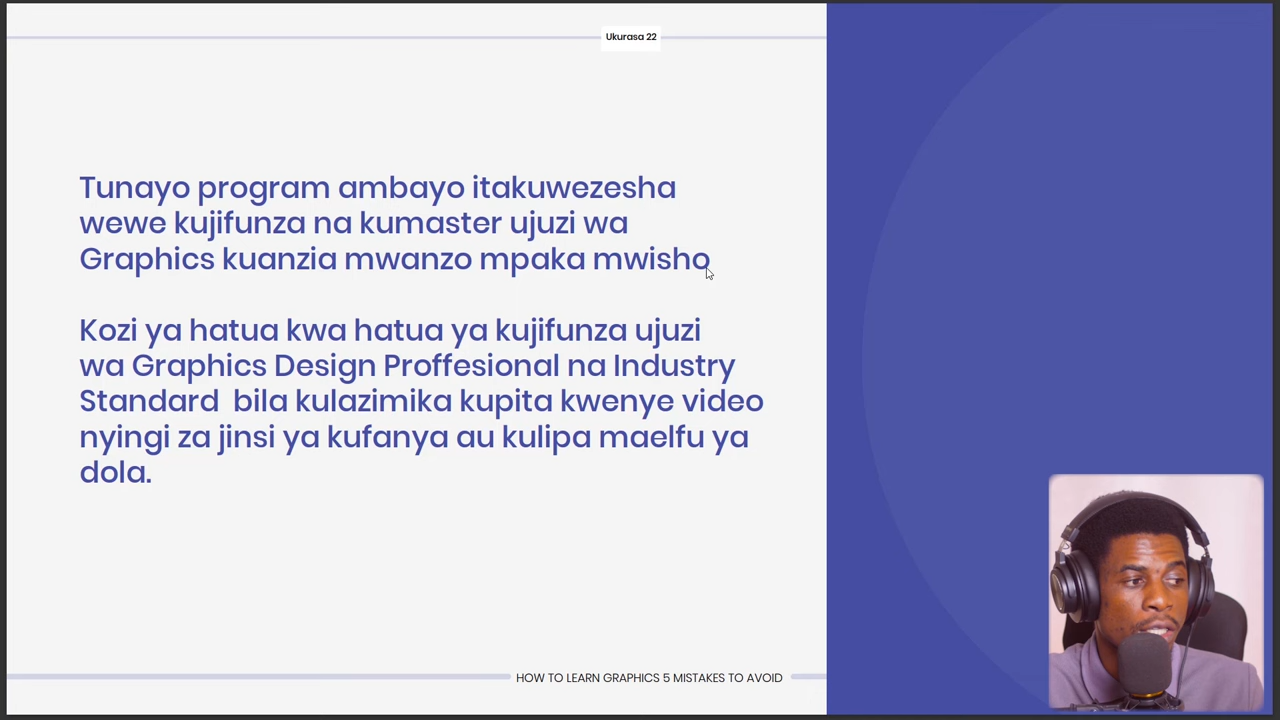 Ukurasa 22
Tunayo program ambayo itakuwezesha
wewe kujifunza na kumaster ujuzi wa
Graphics kuanzia mwanzo mpaka mwisho
Kozi ya hatua kwa hatua ya kujifunza ujuzi
wa Graphics Design Proffesional na Industry
Standard  bila kulazimika kupita kwenye video
nyingi za jinsi ya kufanya au kulipa maelfu ya
dola.
HOW TO LEARN GRAPHICS 5 MISTAKES TO AVOID